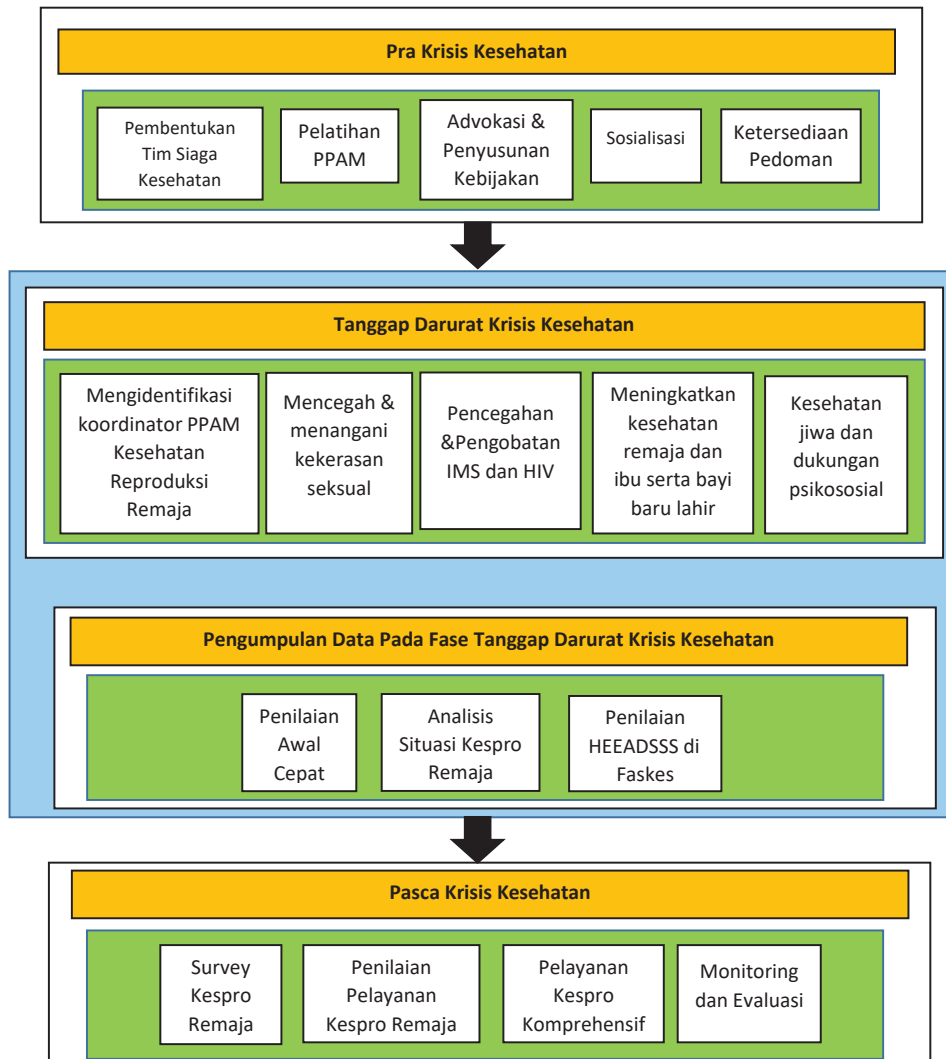 Pra Krisis Kesehatan
Pembentukan
Tim Siaga
Kesehatan
Pelatihan
PPAM
Advokasi &
Penyusunan
Kebijakan
Sosialisasi
Ketersediaan
Pedoman
Tanggap Darurat Krisis Kesehatan
Mengidentifikasi
koordinator PPAM
Kesehatan
Reproduksi
Remaja
Mencegah &
menangani
kekerasan
seksual
Pencegahan
&Pengobatan
IMS dan HIV
Meningkatkan
kesehatan
remaja dan
ibu serta bayi
baru lahir
Kesehatan
jiwa dan
dukungan
psikososial
Pengumpulan Data Pada Fase Tanggap Darurat Krisis Kesehatan
Penilaian
Awal
Cepat
Analisis
Situasi Kespro
Remaja
Penilaian
HEEADSSS di
Faskes
Pasca Krisis Kesehatan
Survey
Kespro
Remaja
Penilaian
Pelayanan
Kespro Remaja
Pelayanan
Kespro
Komprehensif
Monitoring
dan Evaluasi